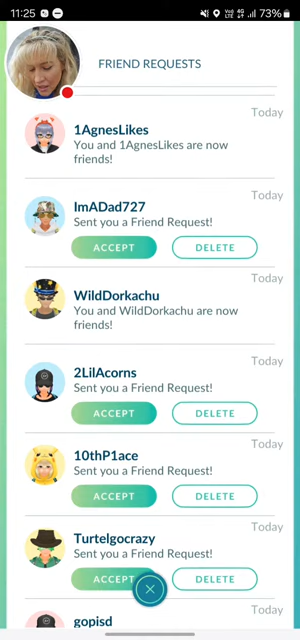 11:25
73%
FRIEND REQUESTS
Today
1AgnesLikes
You and 1AgnesLikes are now
friends!
Today
ImADad727
Sent you a Friend Request!
ACCEPT DELETE
Today
WildDorkachu
You and WildDorkachu are now
friends!
Today
2LilAcorns
Sent you a Friend Request!
ACCEPT DELETE
Today
10thP1ace
Sent you a Friend Request!
ACCEPT DELETE
Today
Turtelgocrazy
Sent you a Friend Request!
ACCEPT DELETE
Today
gopisd